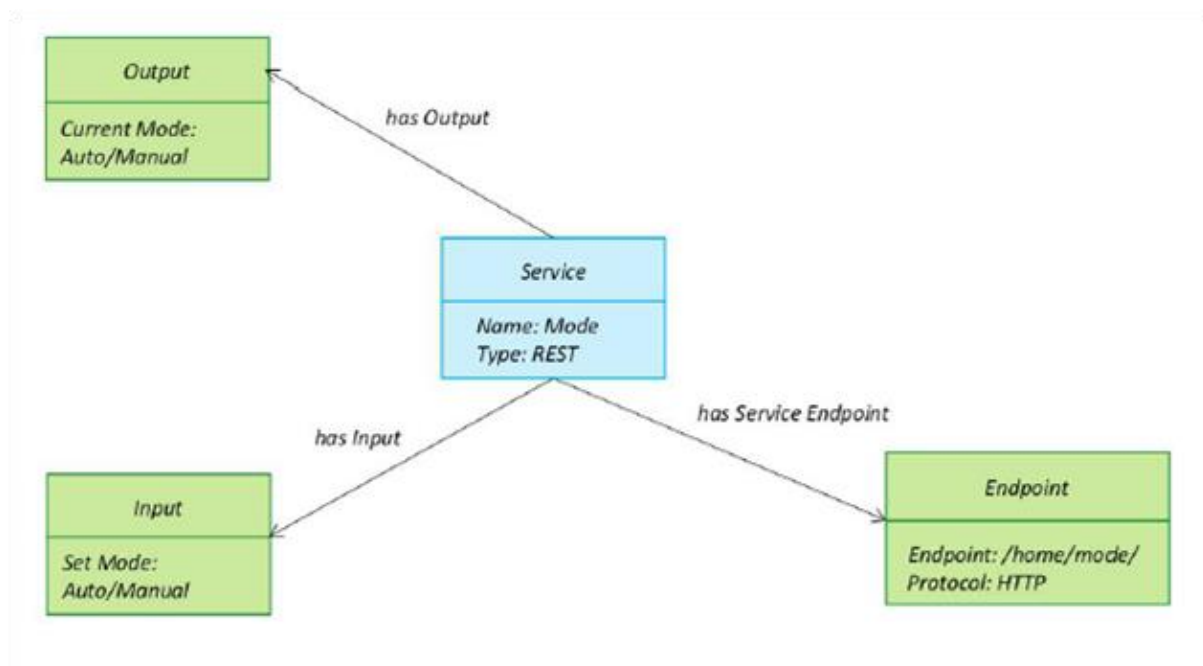 Output
Current Mode:
Auto/Manual
has Output
Service
Name: Mode
Type: REST
has Input
has Service Endpoint
Input
Set Mode:
Auto/Manual
Endpoint
Endpoint: /home/mode/
Protocol: HTTP